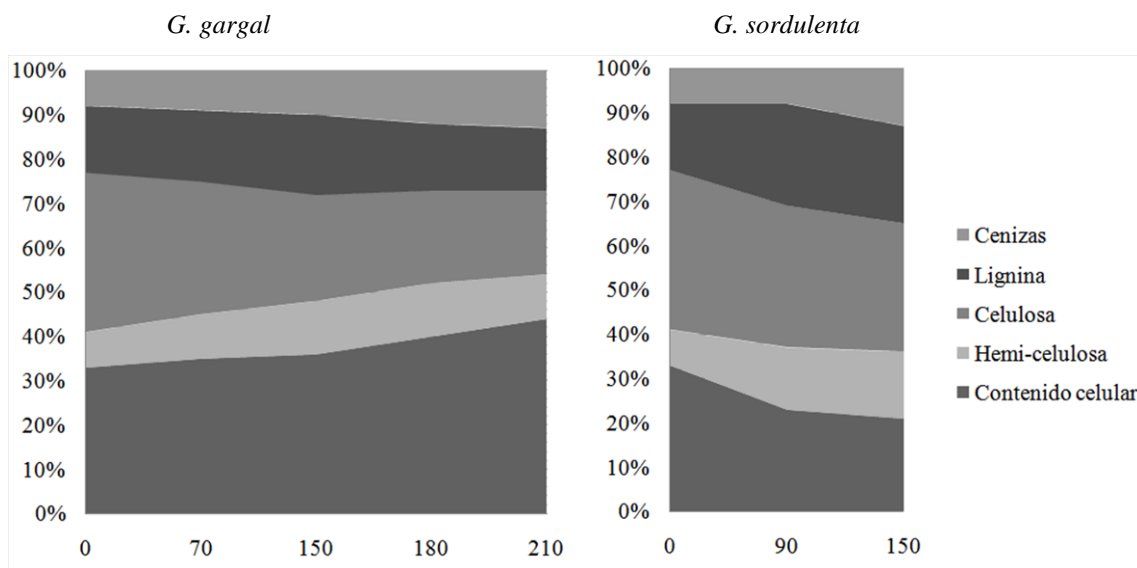 G. gargal
100%
90%
80%
70%
60%
50%
40%
30%
20%
10%
0%
0 70 150 180 210
G. sordulenta
100%
90%
80%
70%
60%
50%
40%
30%
20%
10%
0%
0 90 150
Cenizas
Lignina
Celulosa
Hemi-celulosa
Contenido celular